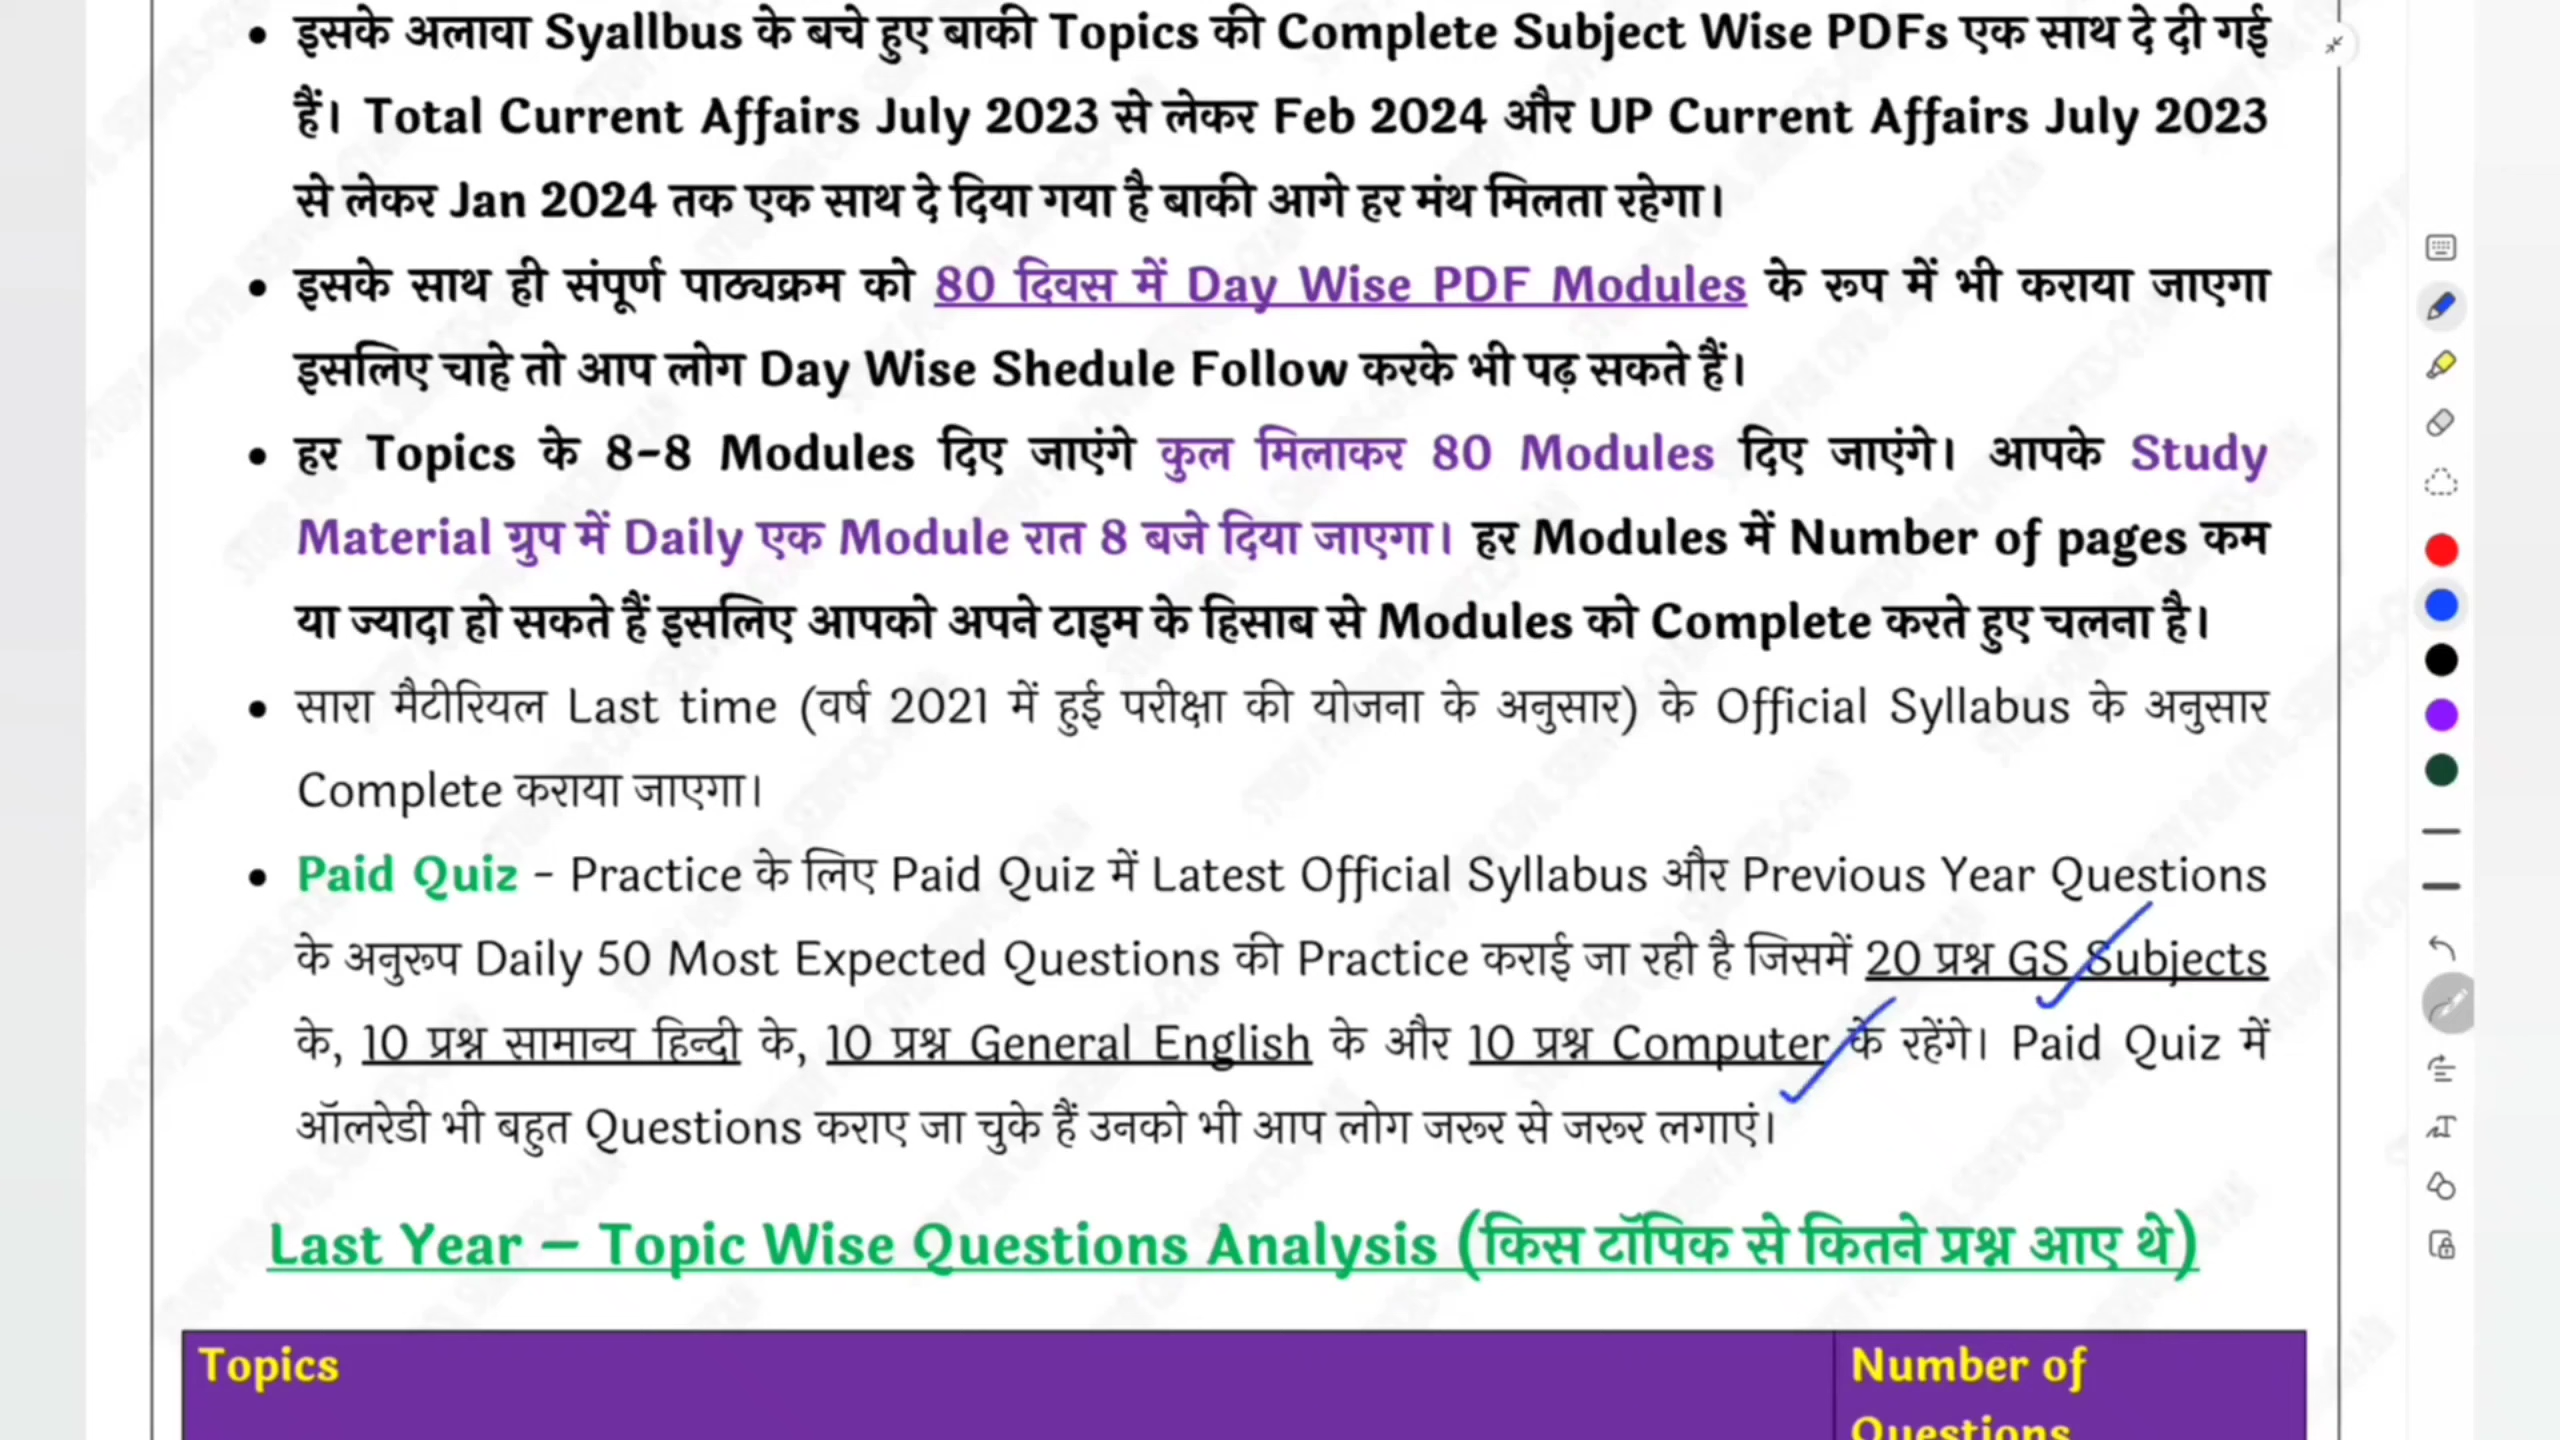 • इसके अलावा Syallbus के बचे हुए बाकी Topics की Complete Subject Wise PDFs एक साथ दे दी गई
हैं। Total Current Affairs July 2023 से लेकर Feb 2024 और UP Current Affairs July 2023
से लेकर Jan 2024 तक एक साथ दे दिया गया है बाकी आगे हर मंथ मिलता रहेगा।
• इसके साथ ही संपूर्ण पाठ्यक्रम को 80 दिवस में Day Wise PDF Modules के रूप में भी कराया जाएगा
इसलिए चाहे तो आप लोग Day Wise Shedule Follow करके भी पढ़ सकते हैं।
• हर Topics के 8-8 Modules दिए जाएंगे कुल मिलाकर 80 Modules दिए जाएंगे। आपके Study
Material ग्रुप में Daily एक Module रात 8 बजे दिया जाएगा। हर Modules में Number of pages कम
या ज्यादा हो सकते हैं इसलिए आपको अपने टाइम के हिसाब से Modules को Complete करते हुए चलना है।
• सारा मैटीरियल Last time (वर्ष 2021 में हुई परीक्षा की योजना के अनुसार) के Official Syllabus के अनुसार
Complete कराया जाएगा।
• Paid Quiz - Practice के लिए Paid Quiz में Latest Official Syllabus और Previous Year Questions
के अनुरूप Daily 50 Most Expected Questions की Practice कराई जा रही है जिसमें 20 प्रश्न GS Subjects
के, 10 प्रश्न सामान्य हिन्दी के, 10 प्रश्न General English के और 10 प्रश्न Computer के रहेंगे। Paid Quiz में
ऑलरेडी भी बहुत Questions कराए जा चुके हैं उनको भी आप लोग जरूर से जरूर लगाएं।
Last Year – Topic Wise Questions Analysis (किस टॉपिक से कितने प्रश्न आए थे)
Topics
Number of
Questions